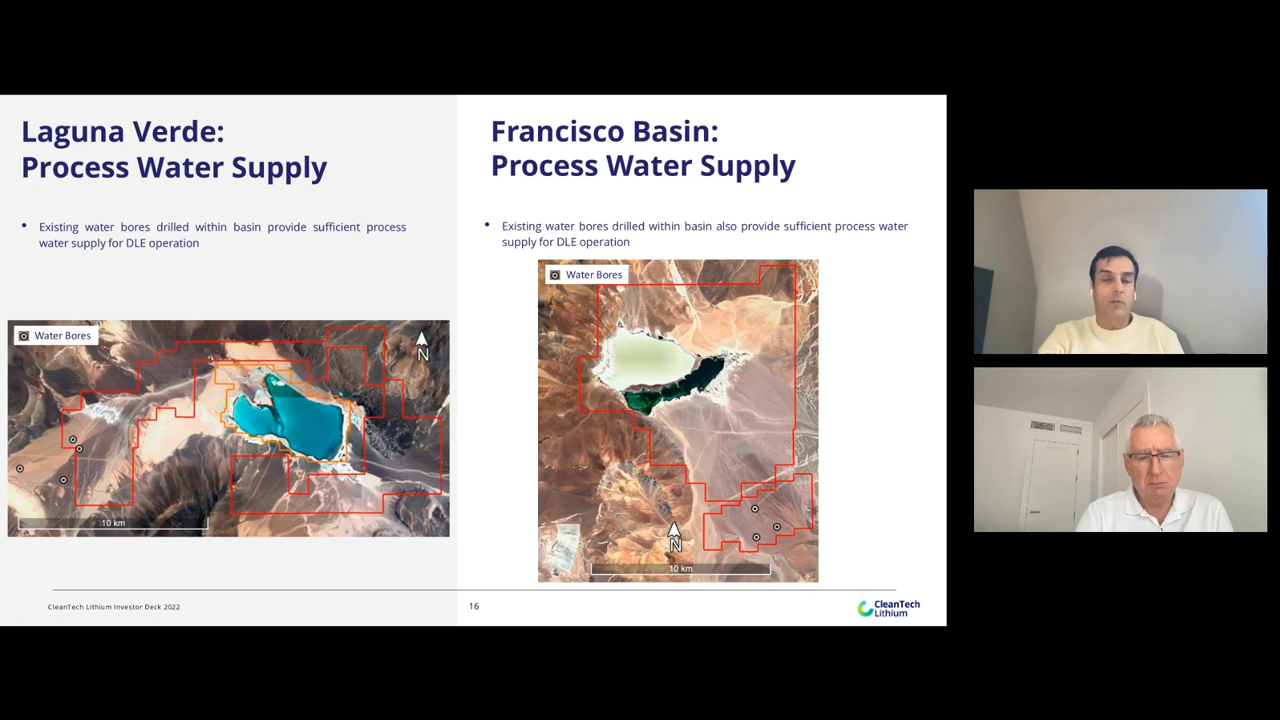 Laguna Verde:
Process Water Supply
• Existing water bores drilled within basin provide sufficient process
water supply for DLE operation
Water Bores
N
10 km
Francisco Basin:
Process Water Supply
• Existing water bores drilled within basin also provide sufficient process water
supply for DLE operation
Water Bores
N
10 km
CleanTech Lithium Investor Deck 2022
16
CleanTech
Lithium